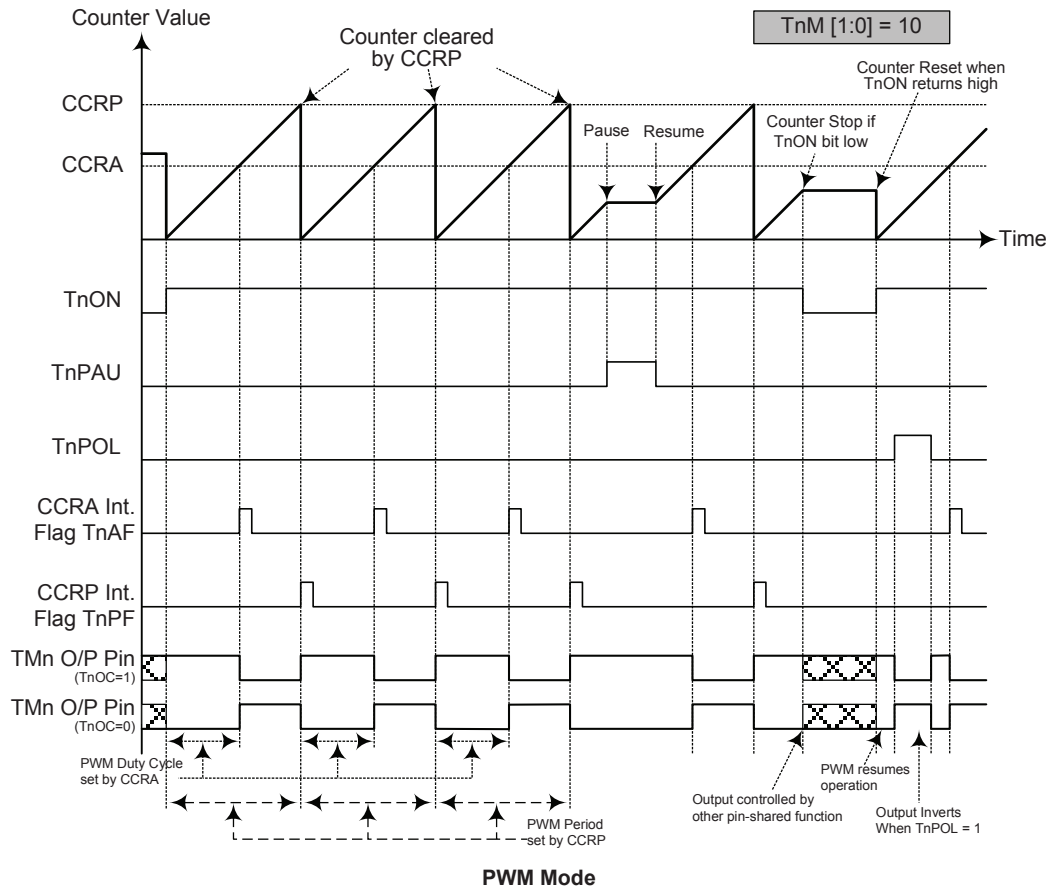 Counter Value
TnM [1:0] = 10
Counter cleared
by CCRP
Counter Reset when
TnON returns high
CCRP
Counter Stop if
TnON bit low
Pause
Resume
CCRA
Time
TnON
TnPAU
TnPOL
CCRA Int.
Flag TnAF
CCRP Int.
Flag TnPF
TMn O/P Pin
(TnOC=1)
TMn O/P Pin
(TnOC=0)
PWM Duty Cycle
set by CCRA
PWM resumes
operation
Output controlled by
other pin-shared function
Output Inverts
When TnPOL = 1
PWM Period
set by CCRP
PWM Mode